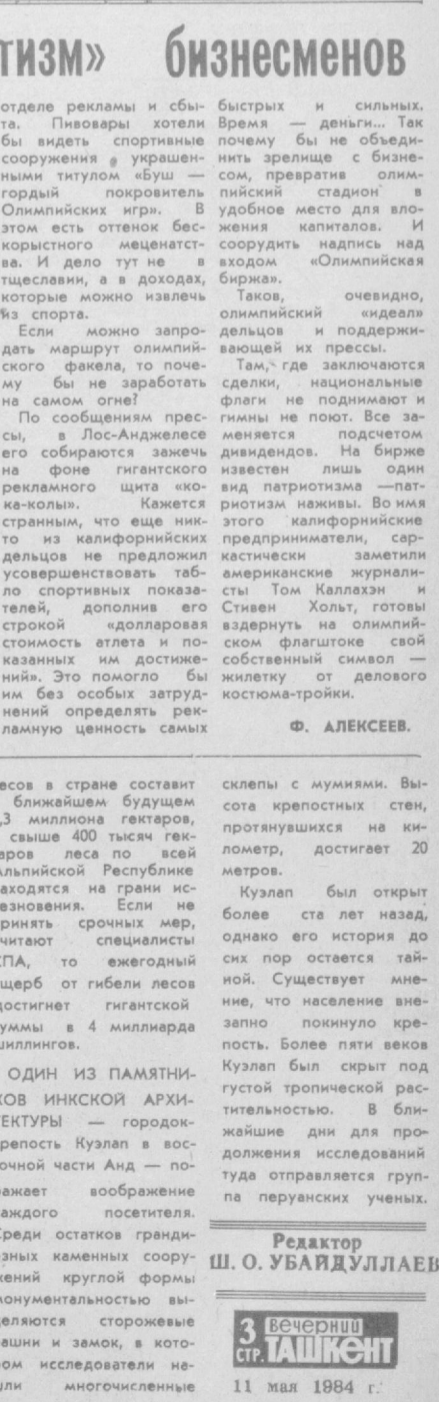 тизм» бизнесменов
отделе рекламы и сбы-
та. Пивовары хотели
бы видеть спортивные
сооружения украшен-
ными титулом «Буш —
гордый покровитель
Олимпийских игр». В
этом есть оттенок бес-
корыстного меценатст-
ва. И дело тут не в
тщеславии, а в доходах,
которые можно извлечь
из спорта.
Если можно запро-
дать маршрут олимпий-
ского факела, то поче-
му бы не заработать
на самом огне?
По сообщениям прес-
сы, в Лос-Анджелесе
его собираются зажечь
на фоне гигантского
рекламного щита «ко-
ка-колы». Кажется
странным, что еще ник-
то из калифорнийских
дельцов не предложил
усовершенствовать таб-
ло спортивных показа-
телей, дополнив его
строкой «долларовая
стоимость атлета и по-
казанных им достиже-
ний». Это помогло бы
им без особых затруд-
нений определять рек-
ламную ценность самых
быстрых и сильных.
Время — деньги... Так
почему бы не объеди-
нить зрелище с бизне-
сом, превратив олим-
пийский стадион в
удобное место для вло-
жения капиталов. И
соорудить надпись над
входом «Олимпийская
биржа».
Таков, очевидно,
олимпийский «идеал»
дельцов и поддержи-
вающей их прессы.
Там, где заключаются
сделки, национальные
флаги не поднимают и
гимны не поют. Все за-
меняется подсчетом
дивидендов. На бирже
известен лишь один
вид патриотизма —пат-
риотизм наживы. Во имя
этого калифорнийские
предприниматели, сар-
кастически заметили
американские журнали-
сты Том Каллахэн и
Стивен Хольт, готовы
вздернуть на олимпий-
ском флагштоке свой
собственный символ —
жилетку от делового
костюма-тройки.
Ф. АЛЕКСЕЕВ.
есов в стране составит
ближайшем будущем
,3 миллиона гектаров,
свыше 400 тысяч гек-
аров леса по всей
льпийской Республике
аходятся на грани ис-
езновения. Если не
ринять срочных мер,
читают специалисты
КПА, то ежегодный
щерб от гибели лесов
достигнет гигантской
уммы в 4 миллиарда
шиллингов.
ОДИН ИЗ ПАМЯТНИ-
КОВ ИНКСКОЙ АРХИ-
ТЕКТУРЫ — городок-
репость Куэлап в вос-
очной части Анд — по-
ажает воображение
аждого посетителя.
реди остатков гранди-
озных каменных соору-
жений круглой формы
монументальностью вы-
еляются сторожевые
ашни и замок, в кото-
ом исследователи на-
ли многочисленные
склепы с мумиями. Вы-
сота крепостных стен,
протянувшихся на ки-
лометр, достигает 20
метров.
Куэлап был открыт
более ста лет назад,
однако его история до
сих пор остается тай-
ной. Существует мне-
ние, что население вне-
запно покинуло кре-
пость. Более пяти веков
Куэлап был скрыт под
густой тропической рас-
тительностью. В бли-
жайшие дни для про-
должения исследований
туда отправляется груп-
па перуанских ученых.
Редактор
Ш. О. УБАЙДУЛЛАЕВ
3 СТР. ВЕЧЕРНИЙ ТАШКЕНТ
11 мая 1984 г.